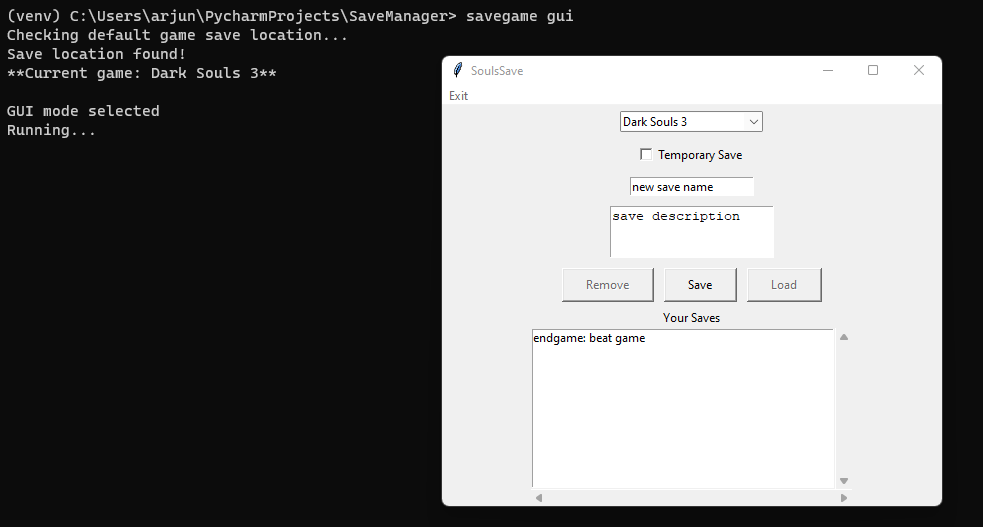 (venv) C:\Users\arjun\PycharmProjects\SaveManager> savegame gui
Checking default game save location...
Save location found!
**Current game: Dark Souls 3**
GUI mode selected
Running...
SoulsSave
Exit
Dark Souls 3
Temporary Save
new save name
save description
Remove Save Load
Your Saves
endgame: beat game